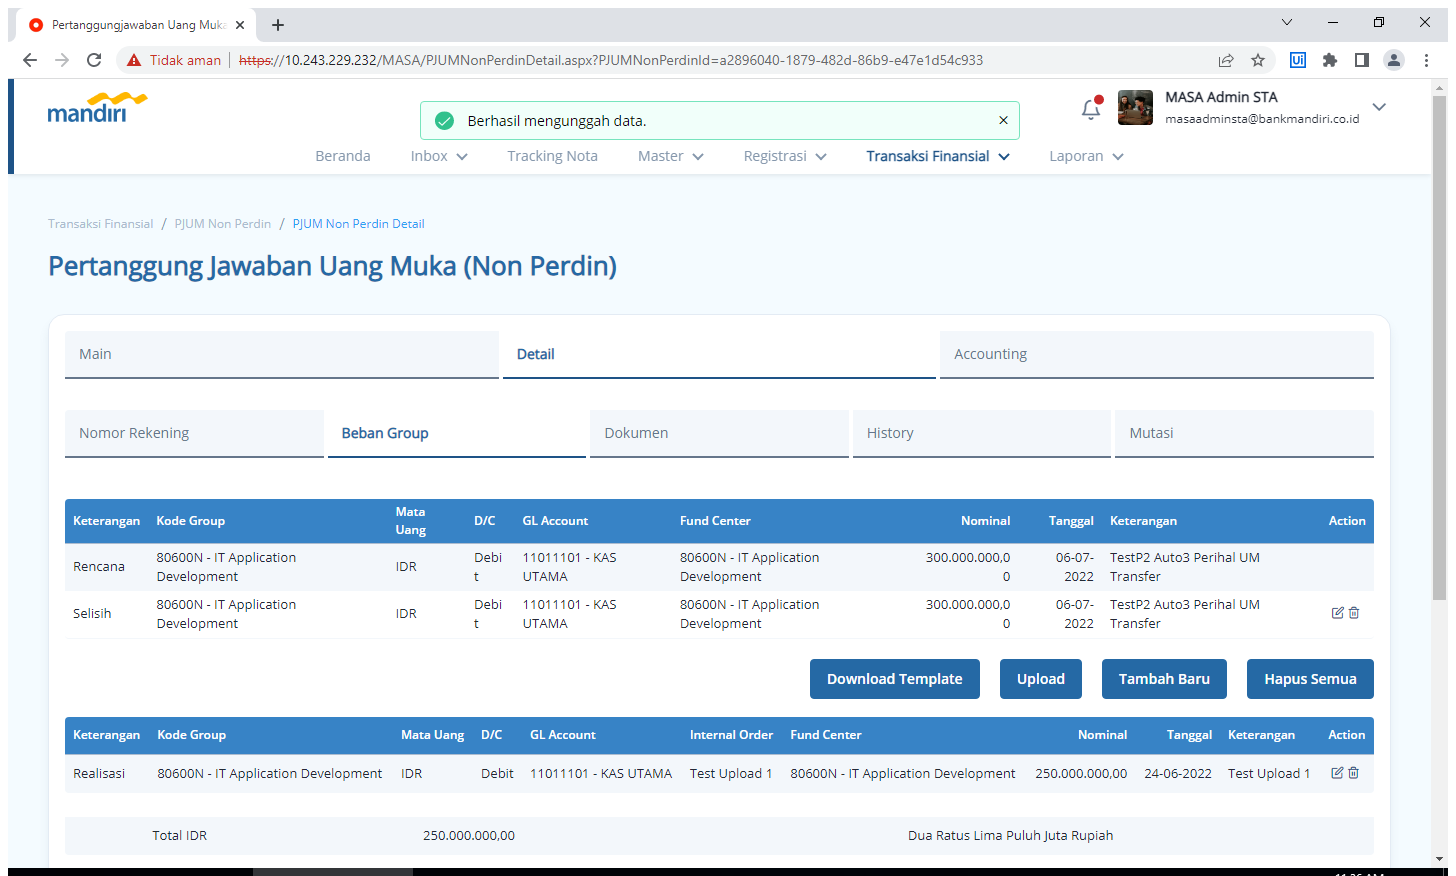 Pertanggungjawaban Uang Muka
Tidak aman
https://10.243.229.232/MASA/PJUMNonPerdinDetail.aspx?PJUMNonPerdinId=a2896040-1879-482d-86b9-e47e1d54c933
Ui
mandiri
Berhasil mengunggah data.
MASA Admin STA
masaadminsta@bankmandiri.co.id
Beranda Inbox Tracking Nota Master Registrasi Transaksi Finansial Laporan
Transaksi Finansial / PJUM Non Perdin / PJUM Non Perdin Detail
Pertanggung Jawaban Uang Muka (Non Perdin)
Main Detail Accounting
Nomor Rekening Beban Group Dokumen History Mutasi
Keterangan Kode Group Mata Uang D/C GL Account Fund Center Nominal Tanggal Keterangan Action
Rencana 80600N - IT Application Development IDR Debit 11011101 - KAS UTAMA 80600N - IT Application Development 300.000.000,00 06-07-2022 TestP2 Auto3 Perihal UM Transfer
Selisih 80600N - IT Application Development IDR Debit 11011101 - KAS UTAMA 80600N - IT Application Development 300.000.000,00 06-07-2022 TestP2 Auto3 Perihal UM Transfer
Download Template Upload Tambah Baru Hapus Semua
Keterangan Kode Group Mata Uang D/C GL Account Internal Order Fund Center Nominal Tanggal Keterangan Action
Realisasi 80600N - IT Application Development IDR Debit 11011101 - KAS UTAMA Test Upload 1 80600N - IT Application Development 250.000.000,00 24-06-2022 Test Upload 1
Total IDR 250.000.000,00 Dua Ratus Lima Puluh Juta Rupiah